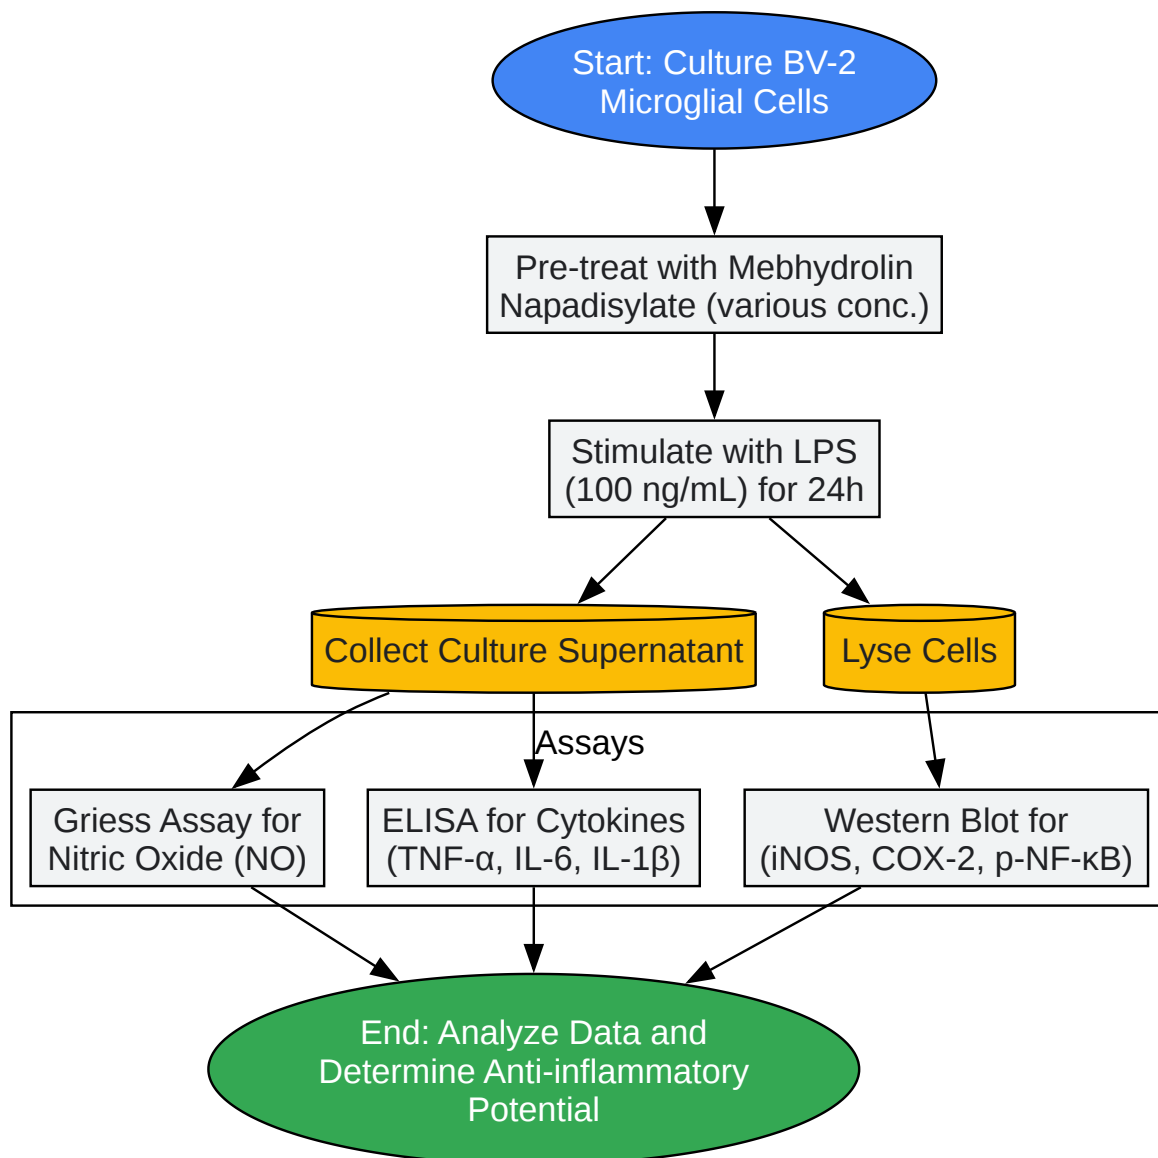 Start: Culture BV-2
Microglial Cells
Pre-treat with Mebhydrolin
Napadisylate (various conc.)
Stimulate with LPS
(100 ng/mL) for 24h
Collect Culture Supernatant
Lyse Cells
Assays
Griess Assay for
Nitric Oxide (NO)
ELISA for Cytokines
(TNF-α, IL-6, IL-1β)
Western Blot for
(iNOS, COX-2, p-NF-κB)
End: Analyze Data and
Determine Anti-inflammatory
Potential